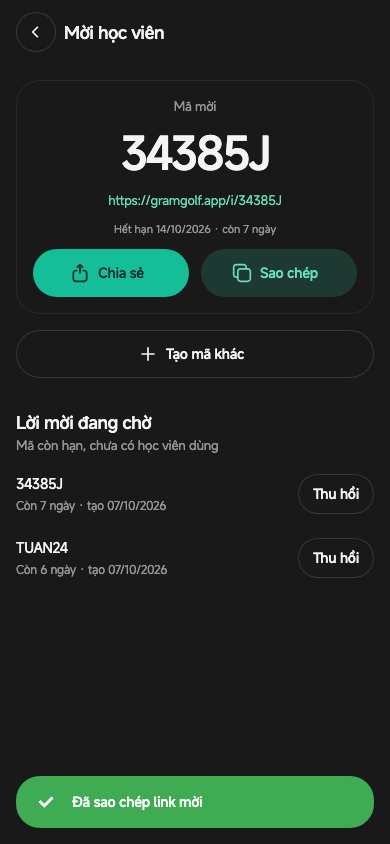 Mời học viên
Mã mời
34385J
https://gramgolf.app/i/34385J
Hết hạn 14/10/2026 · còn 7 ngày
Chia sẻ
Sao chép
Tạo mã khác
Lời mời đang chờ
Mã còn hạn, chưa có học viên dùng
34385J
Thu hồi
Còn 7 ngày · tạo 07/10/2026
TUAN24
Thu hồi
Còn 6 ngày · tạo 07/10/2026
Đã sao chép link mời